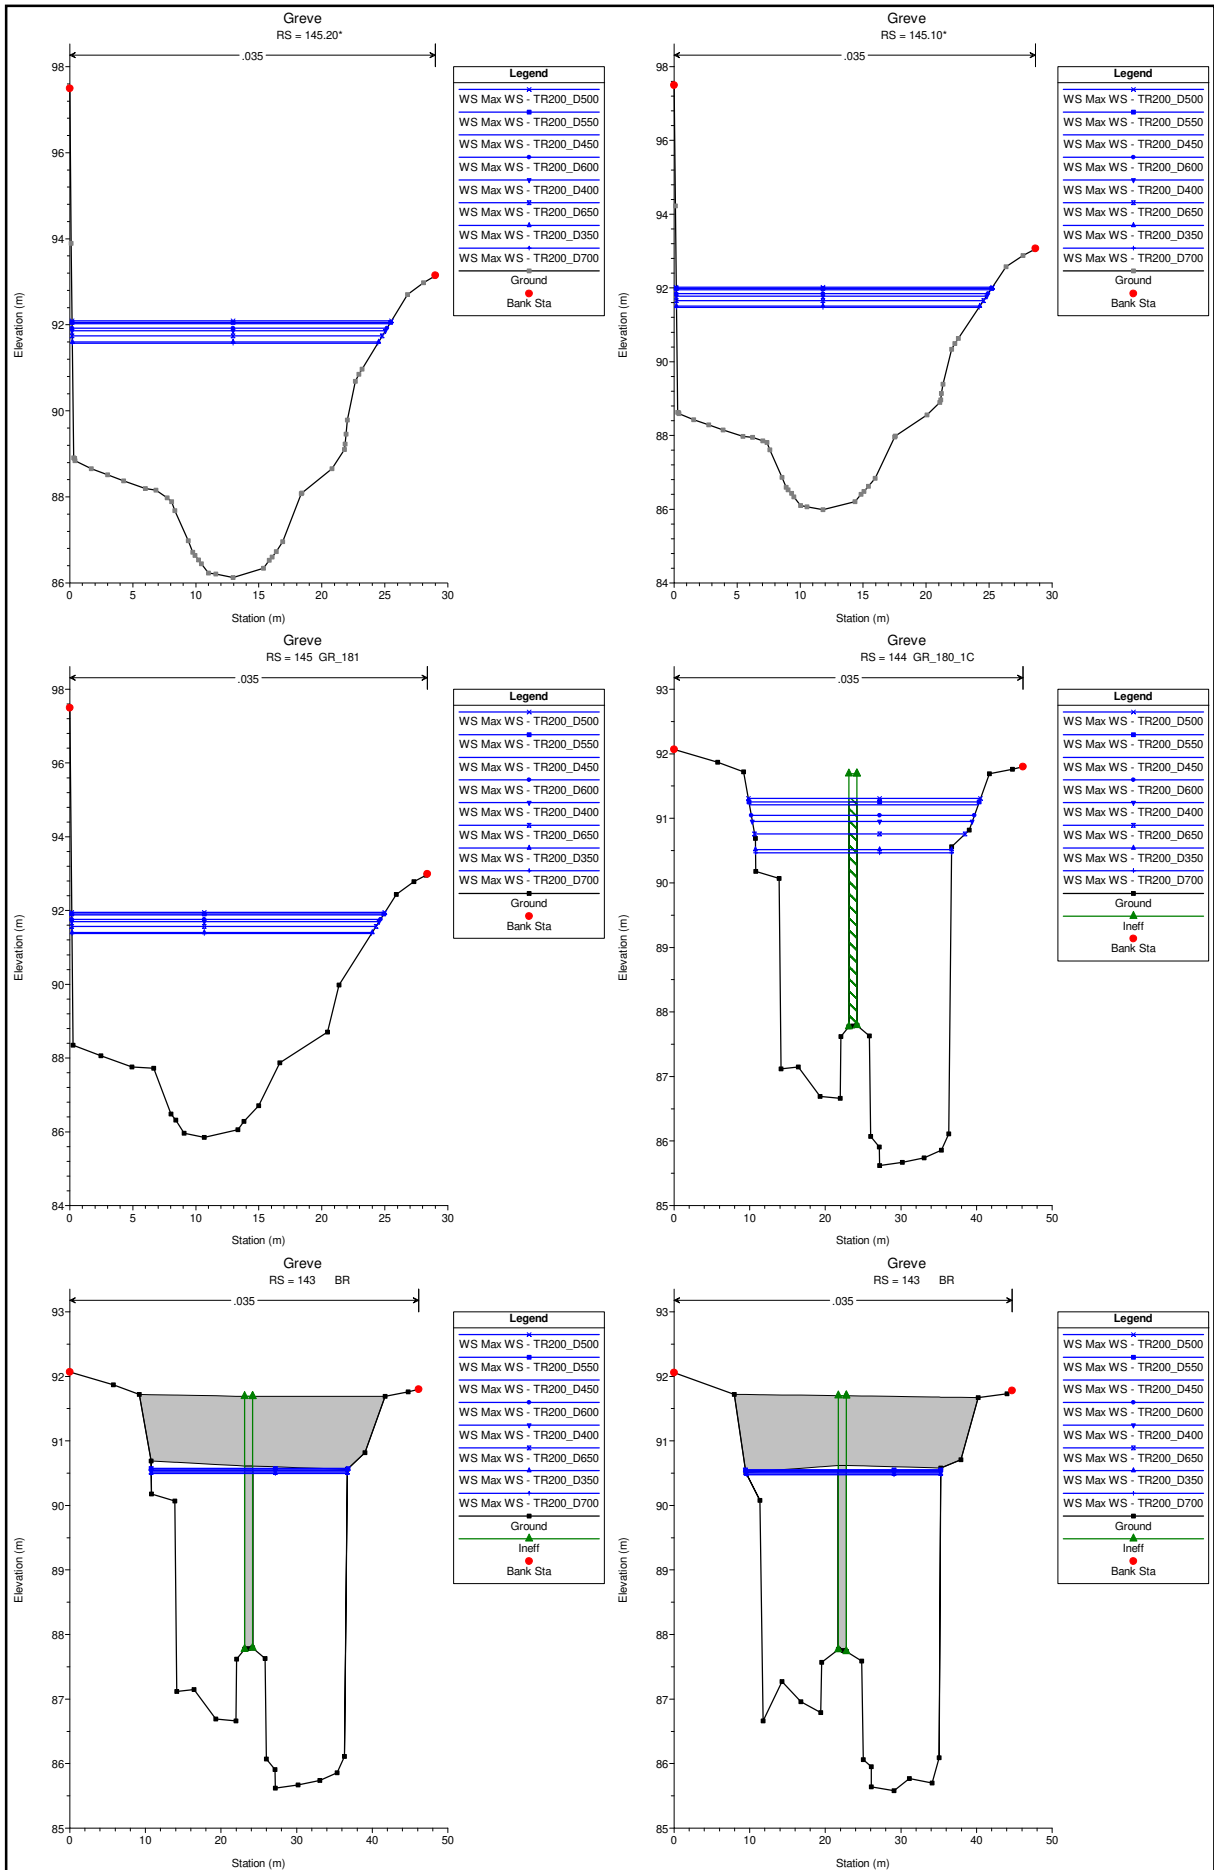 Greve
RS = 145.20*
.035
98
96
94
92
90
88
86
Elevation (m)
0 5 10 15 20 25 30
Station (m)
Legend
WS Max WS - TR200_D500
WS Max WS - TR200_D550
WS Max WS - TR200_D450
WS Max WS - TR200_D600
WS Max WS - TR200_D400
WS Max WS - TR200_D650
WS Max WS - TR200_D350
WS Max WS - TR200_D700
Ground
Bank Sta
Greve
RS = 145.10*
.035
98
96
94
92
90
88
86
84
Elevation (m)
0 5 10 15 20 25 30
Station (m)
Legend
WS Max WS - TR200_D500
WS Max WS - TR200_D550
WS Max WS - TR200_D450
WS Max WS - TR200_D600
WS Max WS - TR200_D400
WS Max WS - TR200_D650
WS Max WS - TR200_D350
WS Max WS - TR200_D700
Ground
Bank Sta
Greve
RS = 145 GR_181
.035
98
96
94
92
90
88
86
84
Elevation (m)
0 5 10 15 20 25 30
Station (m)
Legend
WS Max WS - TR200_D500
WS Max WS - TR200_D550
WS Max WS - TR200_D450
WS Max WS - TR200_D600
WS Max WS - TR200_D400
WS Max WS - TR200_D650
WS Max WS - TR200_D350
WS Max WS - TR200_D700
Ground
Bank Sta
Greve
RS = 144 GR_180_1C
.035
93
92
91
90
89
88
87
86
85
Elevation (m)
0 10 20 30 40 50
Station (m)
Legend
WS Max WS - TR200_D500
WS Max WS - TR200_D550
WS Max WS - TR200_D450
WS Max WS - TR200_D600
WS Max WS - TR200_D400
WS Max WS - TR200_D650
WS Max WS - TR200_D350
WS Max WS - TR200_D700
Ground
Ineff
Bank Sta
Greve
RS = 143 BR
.035
93
92
91
90
89
88
87
86
85
Elevation (m)
0 10 20 30 40 50
Station (m)
Legend
WS Max WS - TR200_D500
WS Max WS - TR200_D550
WS Max WS - TR200_D450
WS Max WS - TR200_D600
WS Max WS - TR200_D400
WS Max WS - TR200_D650
WS Max WS - TR200_D350
WS Max WS - TR200_D700
Ground
Ineff
Bank Sta
Greve
RS = 143 BR
.035
93
92
91
90
89
88
87
86
85
Elevation (m)
0 10 20 30 40 50
Station (m)
Legend
WS Max WS - TR200_D500
WS Max WS - TR200_D550
WS Max WS - TR200_D450
WS Max WS - TR200_D600
WS Max WS - TR200_D400
WS Max WS - TR200_D650
WS Max WS - TR200_D350
WS Max WS - TR200_D700
Ground
Ineff
Bank Sta